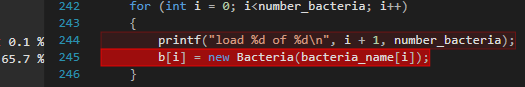 242 for (int i = 0; i<number_bacteria; i++)
243 {
0.1 % 244 printf("load %d of %d\n", i + 1, number_bacteria);
65.7 % 245 b[i] = new Bacteria(bacteria_name[i]);
246 }